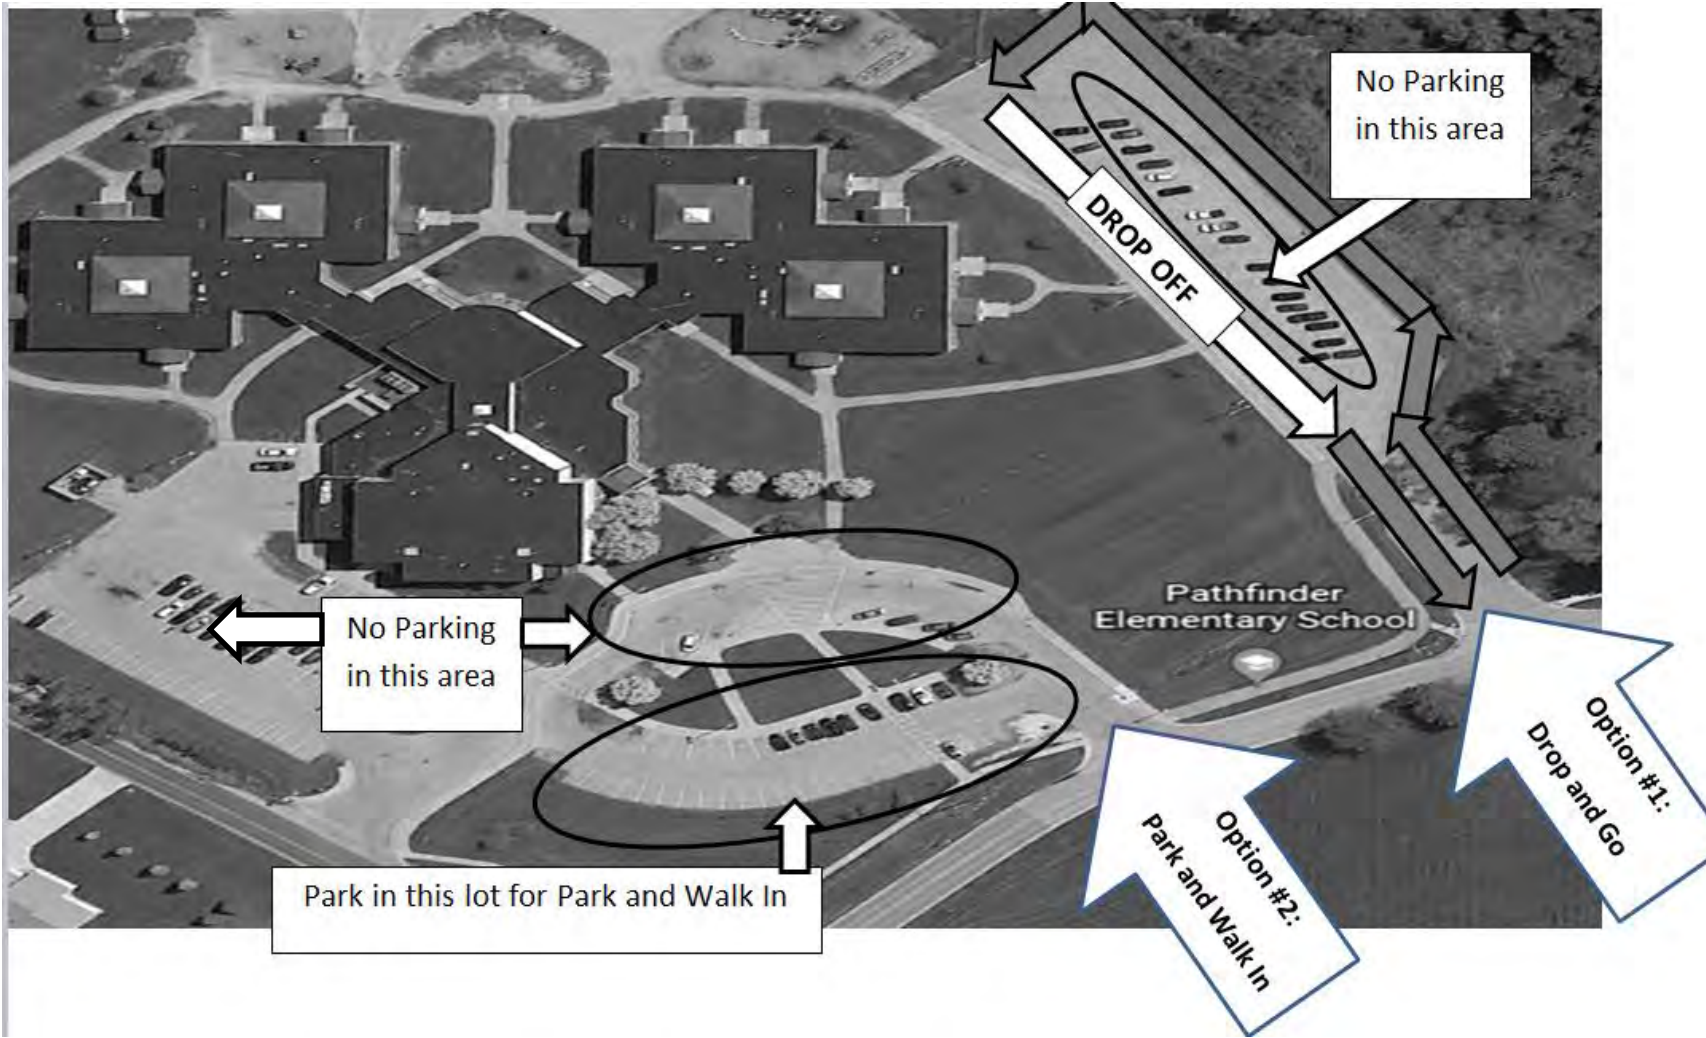 No Parking
in this area
DROP OFF
Pathfinder
Elementary School
No Parking
in this area
Option #1:
Drop and Go
Option #2:
Park and Walk In
Park in this lot for Park and Walk In